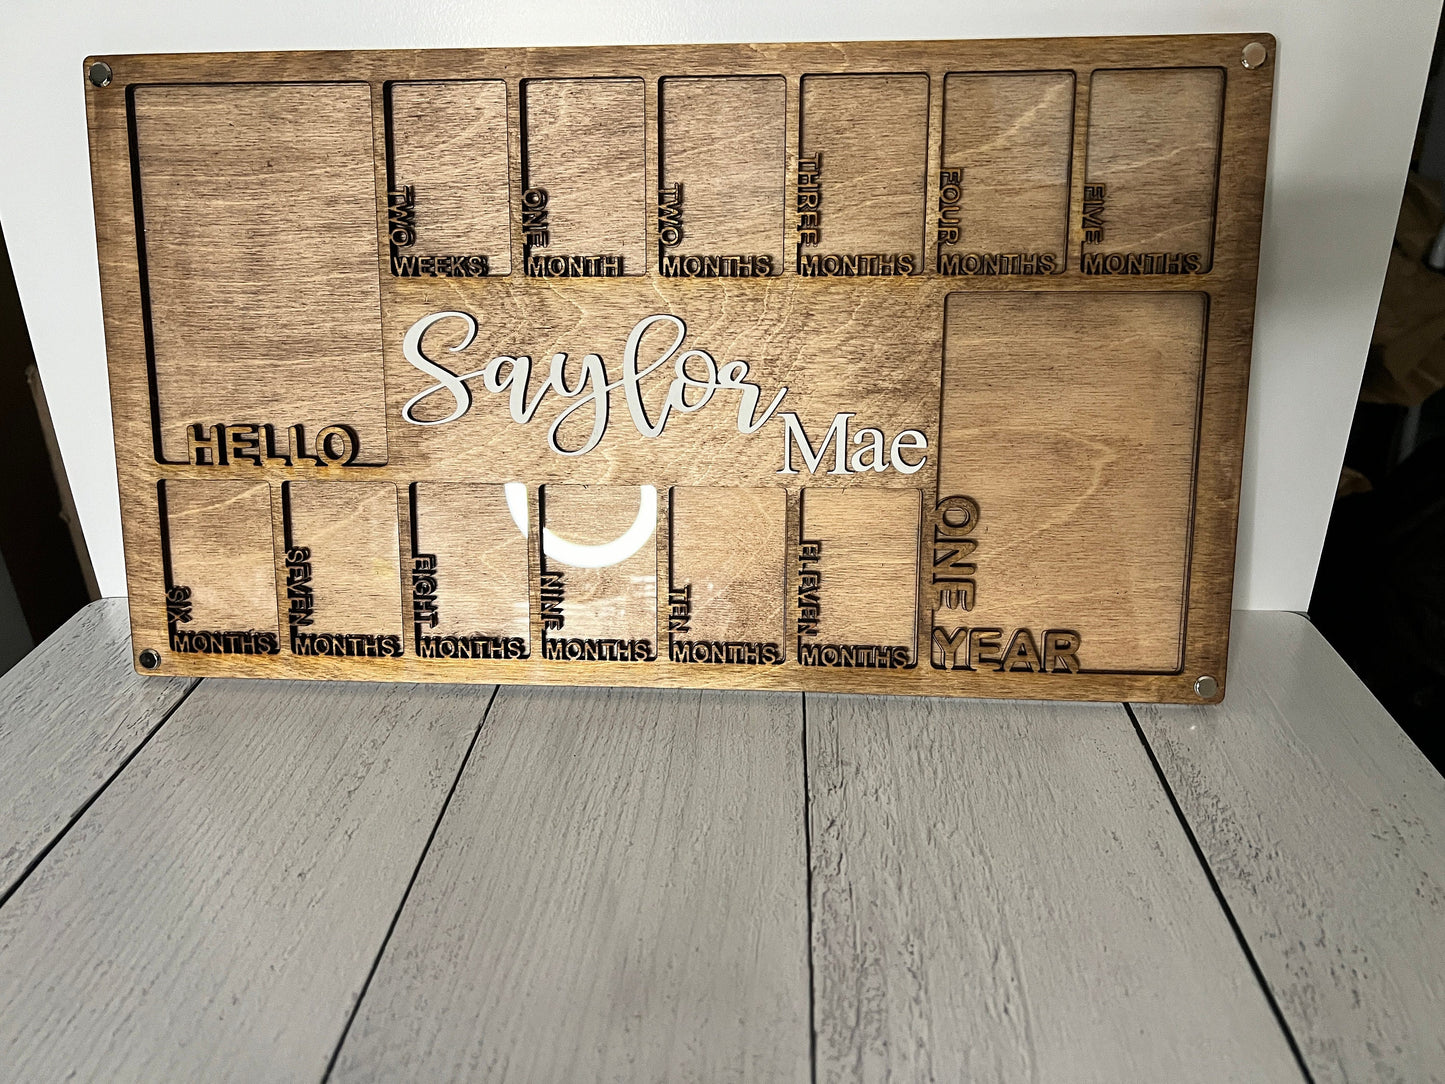 TWO
WEEKS
ONE
MONTH
TWO
MONTHS
THREE
MONTHS
FOUR
MONTHS
FIVE
MONTHS
HELLO
Saylor
Mae
SIX
MONTHS
SEVEN
MONTHS
EIGHT
MONTHS
NINE
MONTHS
TEN
MONTHS
ELEVEN
MONTHS
ONE
YEAR